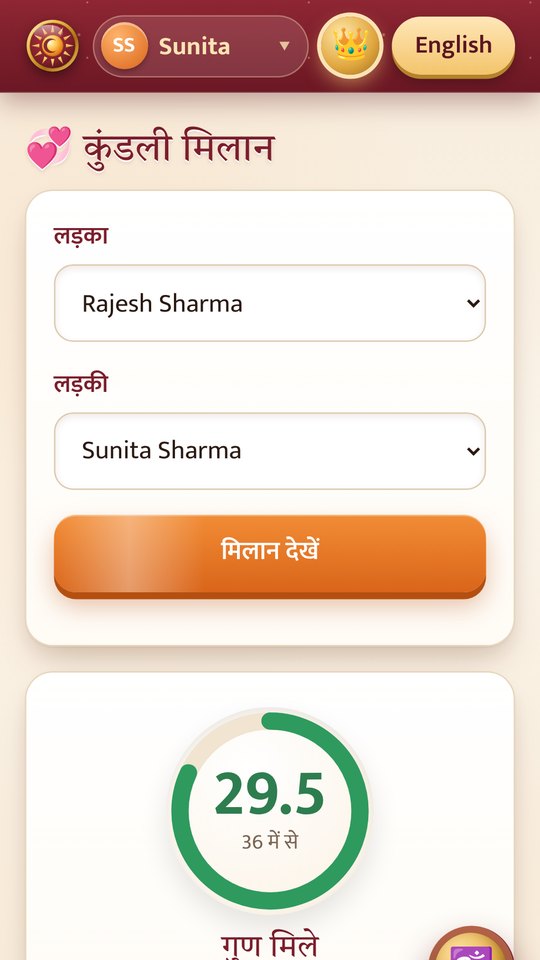 SS Sunita English
कुंडली मिलान
लड़का
Rajesh Sharma
लड़की
Sunita Sharma
मिलान देखें
29.5
36 में से
गुण मिले
ॐ